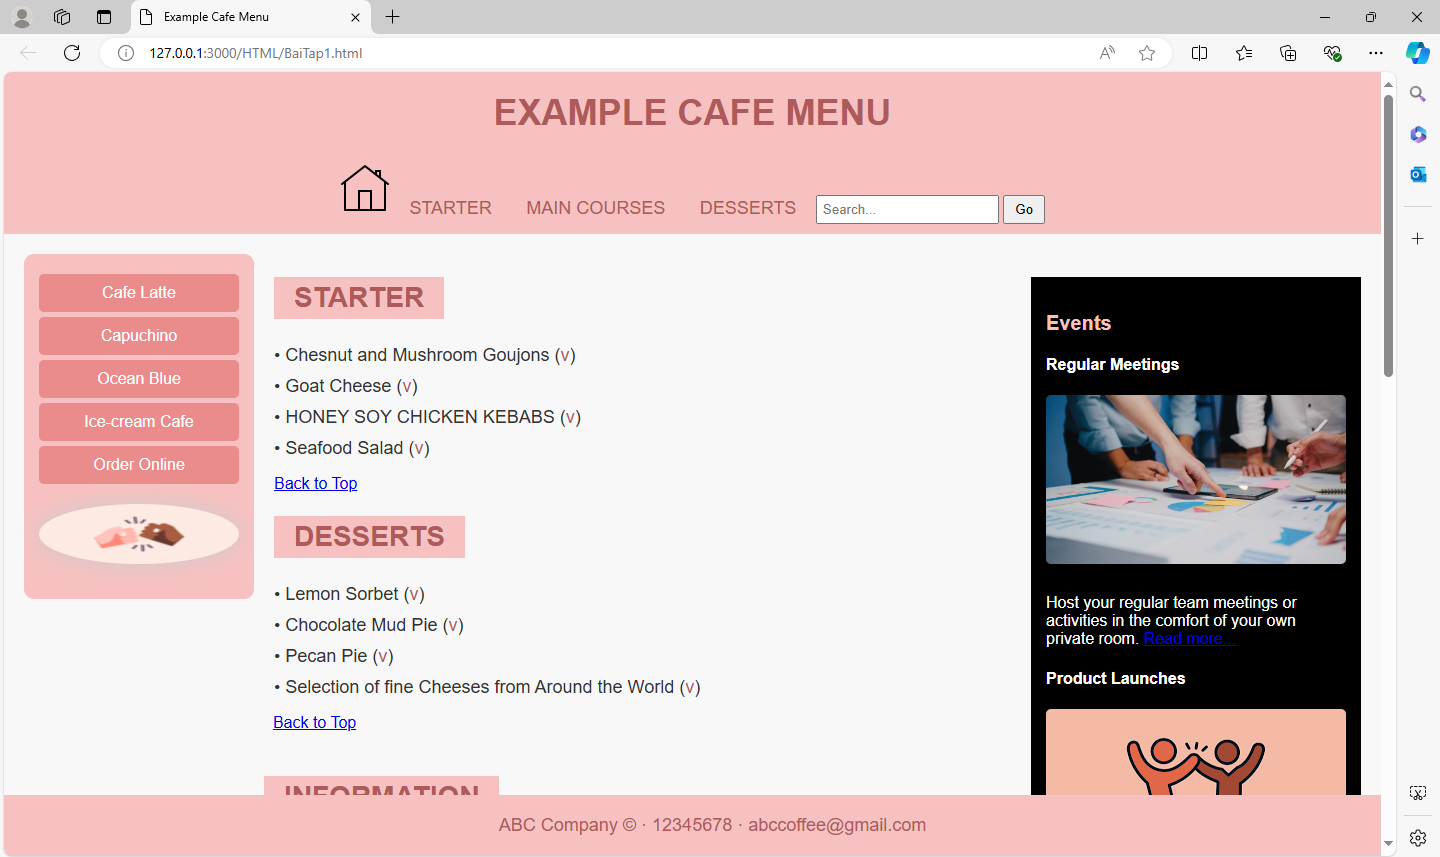 Example Cafe Menu
127.0.0.1:3000/HTML/BaiTap1.html
EXAMPLE CAFE MENU
STARTER MAIN COURSES DESSERTS Search... Go
Cafe Latte
Capuchino
Ocean Blue
Ice-cream Cafe
Order Online
STARTER
• Chesnut and Mushroom Goujons (v)
• Goat Cheese (v)
• HONEY SOY CHICKEN KEBABS (v)
• Seafood Salad (v)
Back to Top
DESSERTS
• Lemon Sorbet (v)
• Chocolate Mud Pie (v)
• Pecan Pie (v)
• Selection of fine Cheeses from Around the World (v)
Back to Top
INFORMATION
Events
Regular Meetings
Host your regular team meetings or
activities in the comfort of your own
private room. Read more...
Product Launches
ABC Company © · 12345678 · abccoffee@gmail.com